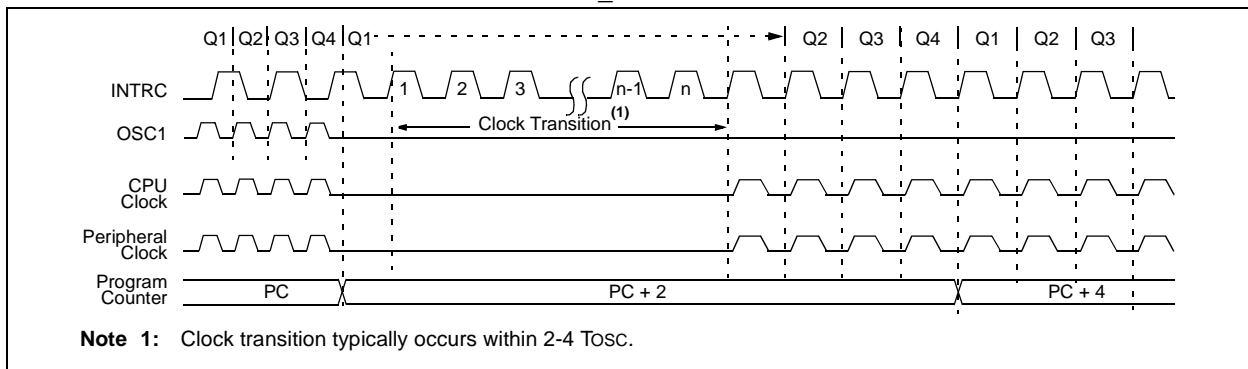 Q1 Q2 Q3 Q4 Q1 Q2 Q3 Q4 Q1 Q2 Q3
INTRC 1 2 3 n-1 n
OSC1 Clock Transition(1)
CPU
Clock
Peripheral
Clock
Program
Counter PC PC + 2 PC + 4
Note 1: Clock transition typically occurs within 2-4 TOSC.